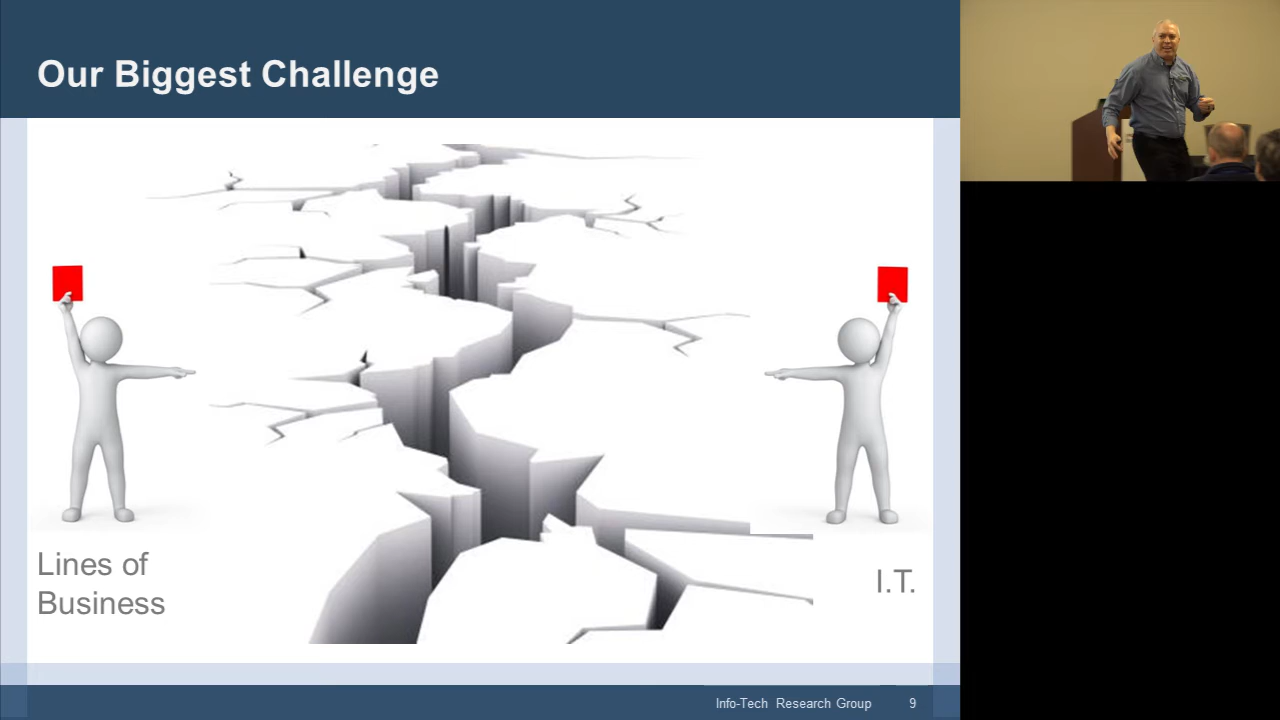 Our Biggest Challenge
Lines of
Business
I.T.
Info-Tech Research Group 9